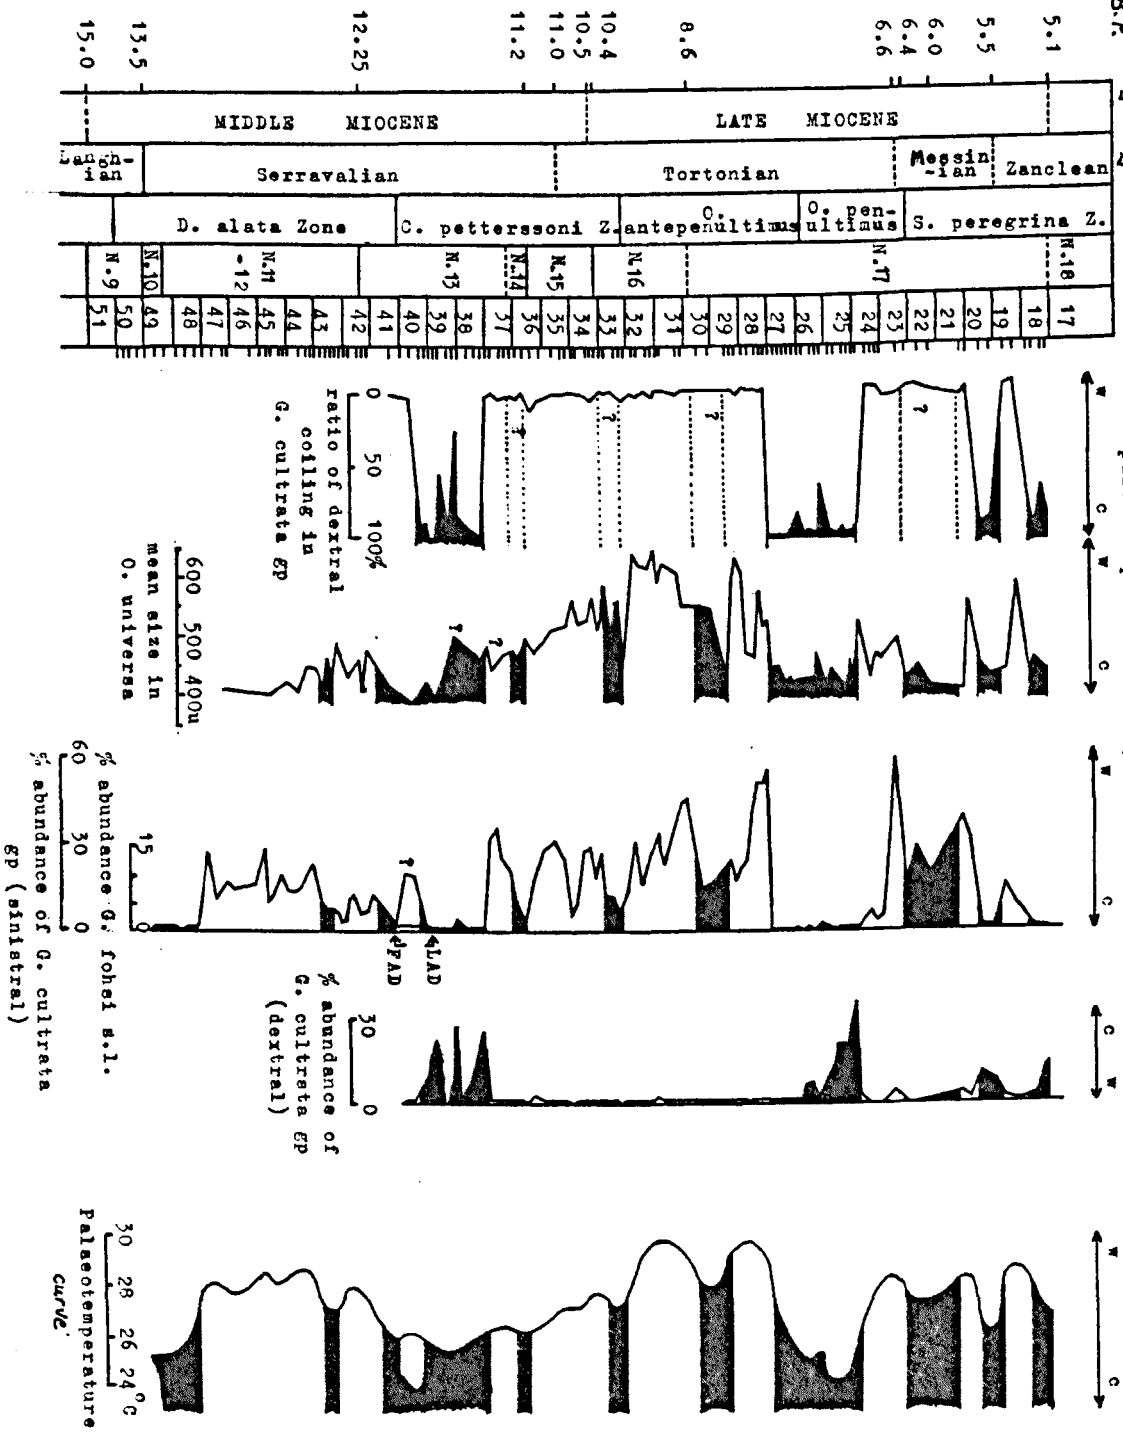 B.P.
5.1
5.5
6.0
6.4
6.6
8.6
10.4
10.5
11.0
11.2
12.25
13.5
15.0
MIDDLE MIOCENE
LATE MIOCENE
Langh-
ian
Serravalian
Tortonian
Messin
-ian
Zanclean
D. alata Zone
C. petterssoni Z.
O.
antepenultimus
O. pen-
ultimus
S. peregrina Z.
N.9
N.10
N.11
-12
N.13
N.14
N.15
N.16
N.17
N.18
51
50
49
48
47
46
45
44
43
42
41
40
39
38
37
36
35
34
33
32
31
30
29
28
27
26
25
24
23
22
21
20
19
18
17
w
c
0
50
100%
ratio of dextral
coiling in
G. cultrata gp
?
?
?
?
w
c
600
500
400u
mean size in
O. universa
?
?
w
c
15
0
% abundance G. fohsi s.l.
60
30
0
% abundance of G. cultrata
gp (sinistral)
?
FAD
LAD
c
w
30
0
% abundance of
G. cultrata gp
(dextral)
w
c
30
28
26
24°C
Palaeotemperature
curve